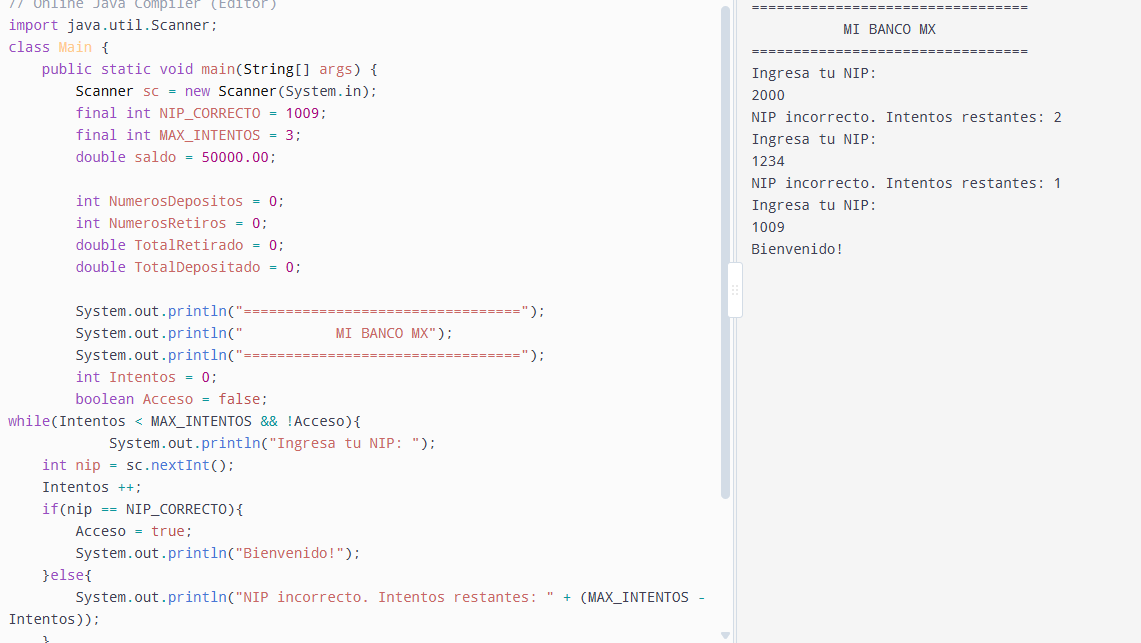 // Online Java Compiler (Editor)
import java.util.Scanner;
class Main {
    public static void main(String[] args) {
        Scanner sc = new Scanner(System.in);
        final int NIP_CORRECTO = 1009;
        final int MAX_INTENTOS = 3;
        double saldo = 50000.00;

        int NumerosDepositos = 0;
        int NumerosRetiros = 0;
        double TotalRetirado = 0;
        double TotalDepositado = 0;

        System.out.println("=================================");
        System.out.println("           MI BANCO MX");
        System.out.println("=================================");
        int Intentos = 0;
        boolean Acceso = false;
while(Intentos < MAX_INTENTOS && !Acceso){
            System.out.println("Ingresa tu NIP: ");
    int nip = sc.nextInt();
    Intentos ++;
    if(nip == NIP_CORRECTO){
        Acceso = true;
        System.out.println("Bienvenido!");
    }else{
        System.out.println("NIP incorrecto. Intentos restantes: " + (MAX_INTENTOS -
Intentos));
    }
=================================
           MI BANCO MX
=================================
Ingresa tu NIP:
2000
NIP incorrecto. Intentos restantes: 2
Ingresa tu NIP:
1234
NIP incorrecto. Intentos restantes: 1
Ingresa tu NIP:
1009
Bienvenido!